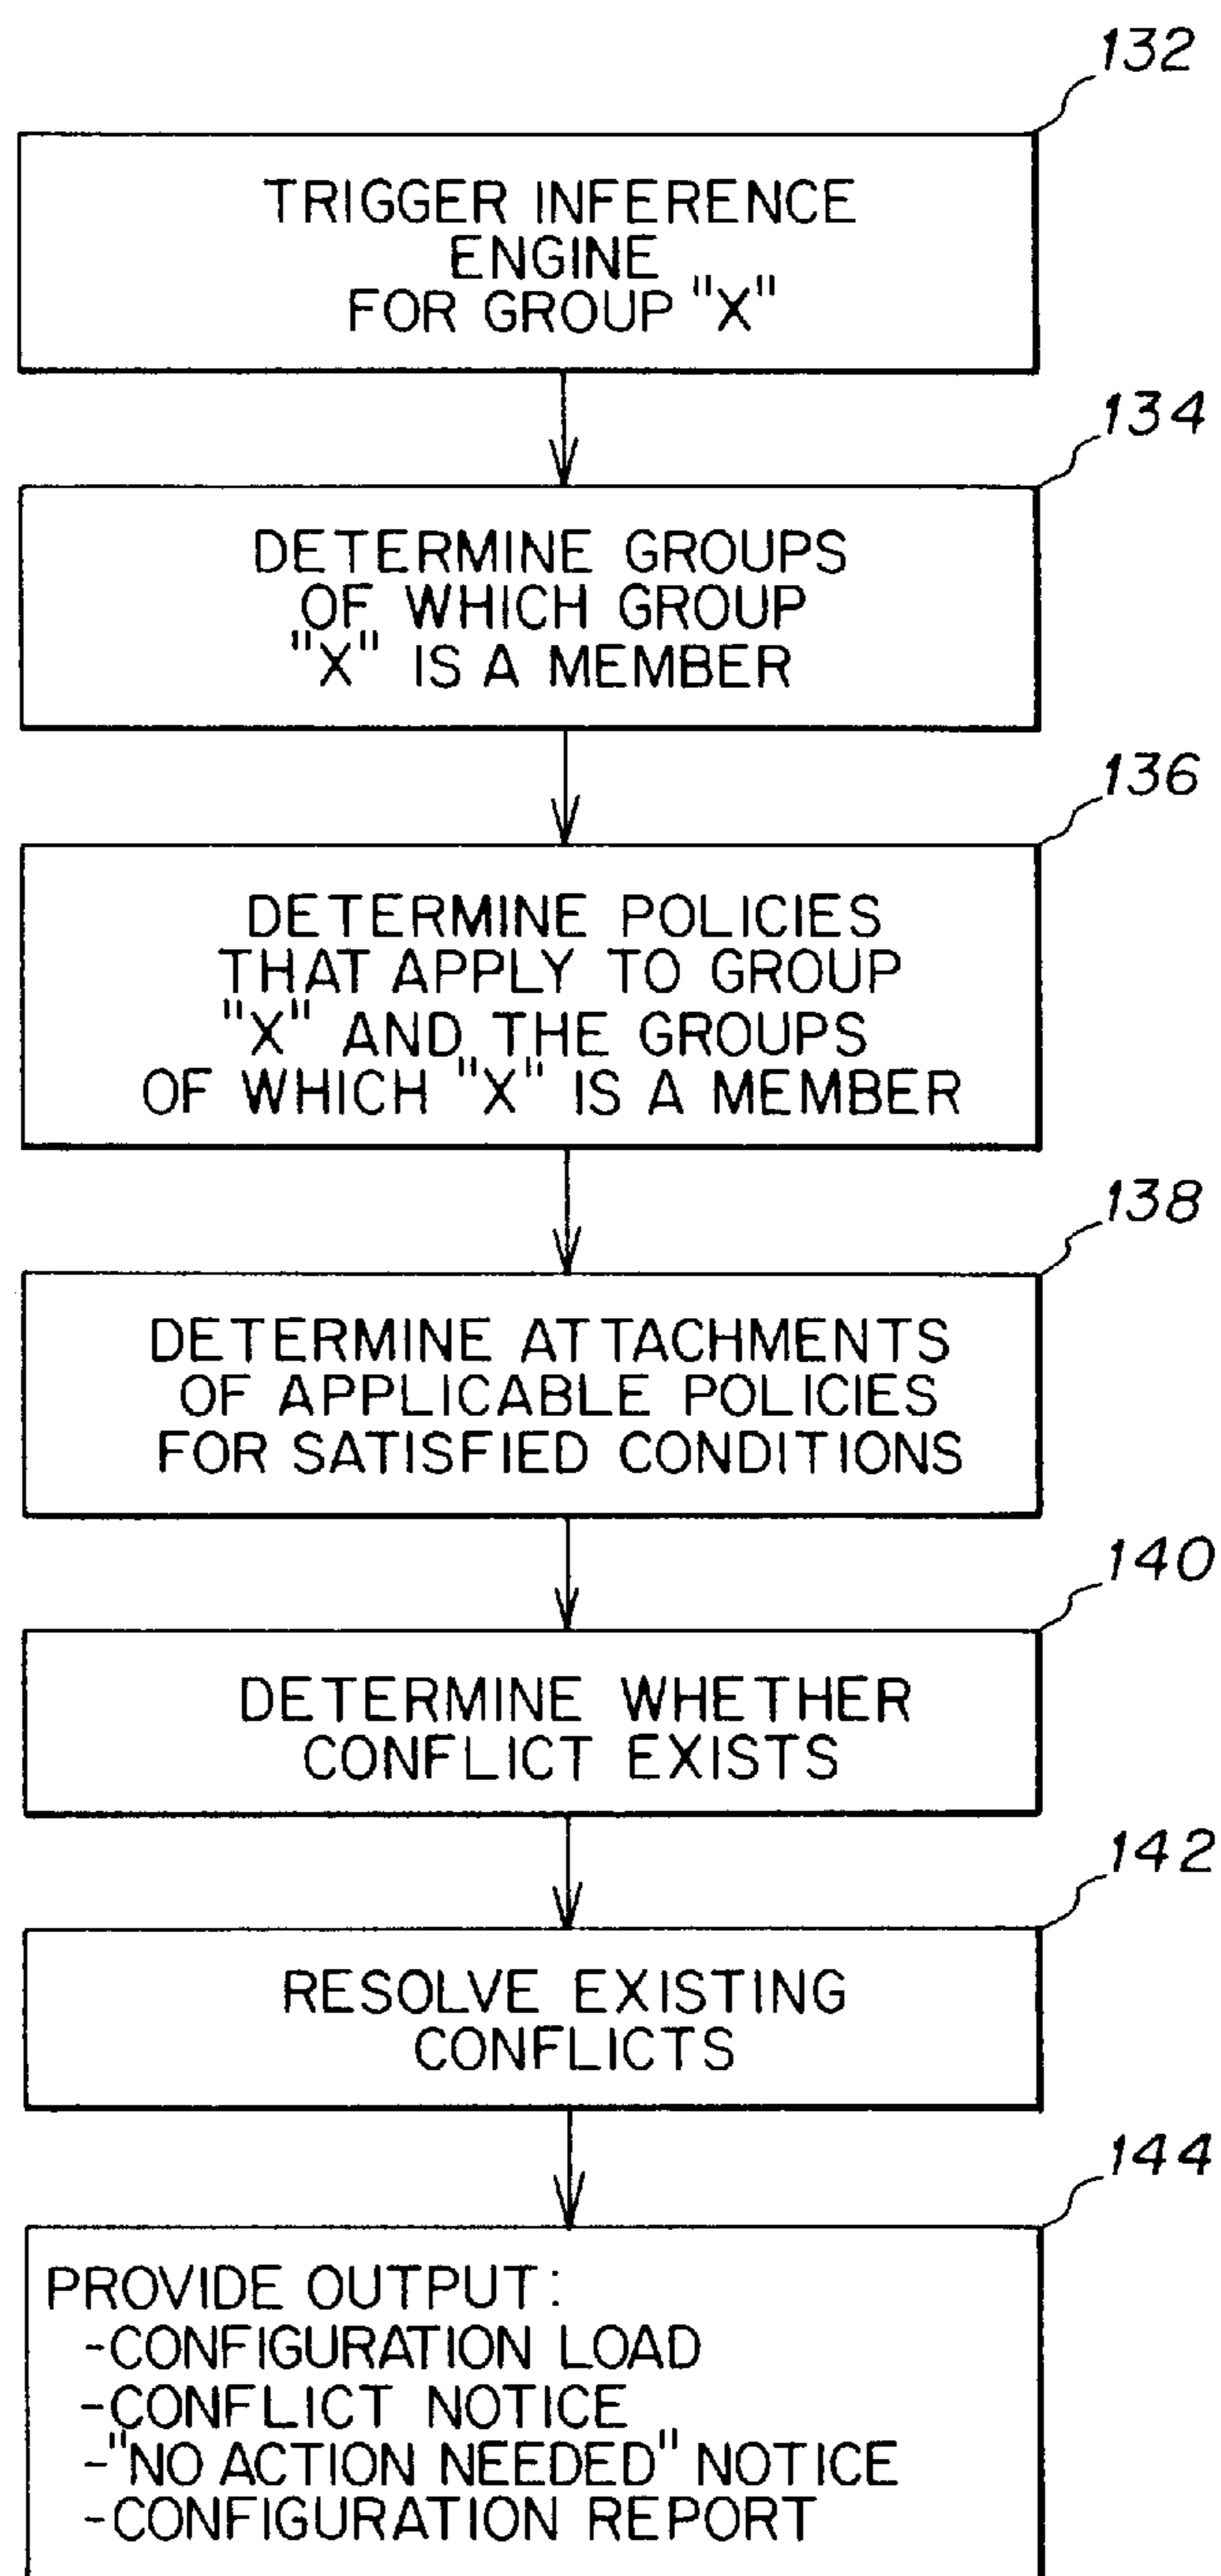 132
TRIGGER INFERENCE
ENGINE
FOR GROUP "X"
134
DETERMINE GROUPS
OF WHICH GROUP
"X" IS A MEMBER
136
DETERMINE POLICIES
THAT APPLY TO GROUP
"X" AND THE GROUPS
OF WHICH "X" IS A MEMBER
138
DETERMINE ATTACHMENTS
OF APPLICABLE POLICIES
FOR SATISFIED CONDITIONS
140
DETERMINE WHETHER
CONFLICT EXISTS
142
RESOLVE EXISTING
CONFLICTS
144
PROVIDE OUTPUT:
-CONFIGURATION LOAD
-CONFLICT NOTICE
-"NO ACTION NEEDED" NOTICE
-CONFIGURATION REPORT